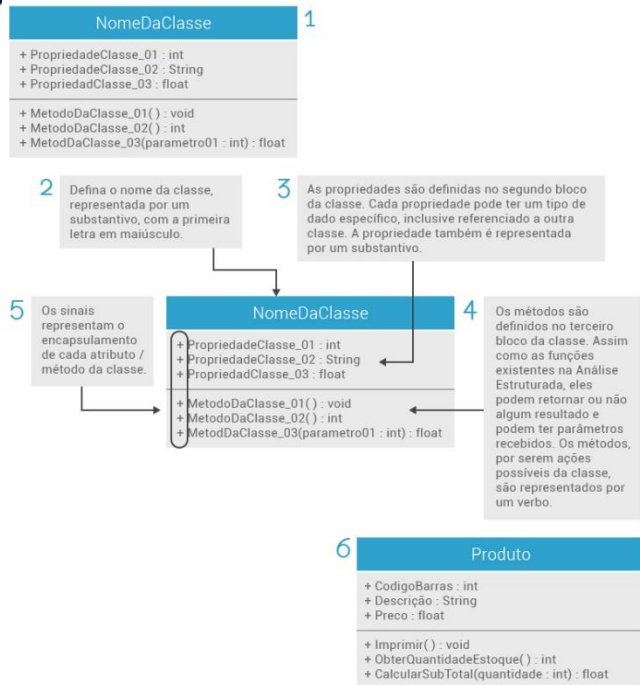 NomeDaClasse
1
+ PropriedadeClasse_01 : int
+ PropriedadeClasse_02 : String
+ PropriedadClasse_03 : float
+ MetodoDaClasse_01( ) : void
+ MetodoDaClasse_02( ) : int
+ MetodDaClasse_03(parametro01 : int) : float
2
Defina o nome da classe,
representada por um
substantivo, com a primeira
letra em maiúsculo.
3
As propriedades são definidas no segundo bloco
da classe. Cada propriedade pode ter um tipo de
dado específico, inclusive referenciado a outra
classe. A propriedade também é representada
por um substantivo.
5
Os sinais
representam o
encapsulamento
de cada atributo /
método da classe.
NomeDaClasse
+ PropriedadeClasse_01 : int
+ PropriedadeClasse_02 : String
+ PropriedadClasse_03 : float
+ MetodoDaClasse_01( ) : void
+ MetodoDaClasse_02( ) : int
+ MetodDaClasse_03(parametro01 : int) : float
4
Os métodos são
definidos no terceiro
bloco da classe. Assim
como as funções
existentes na Análise
Estruturada, eles
podem retornar ou não
algum resultado e
podem ter parâmetros
recebidos. Os métodos,
por serem ações
possíveis da classe,
são representados por
um verbo.
6
Produto
+ CodigoBarras : int
+ Descrição : String
+ Preco : float
+ Imprimir( ) : void
+ ObterQuantidadeEstoque( ) : int
+ CalcularSubTotal(quantidade : int) : float